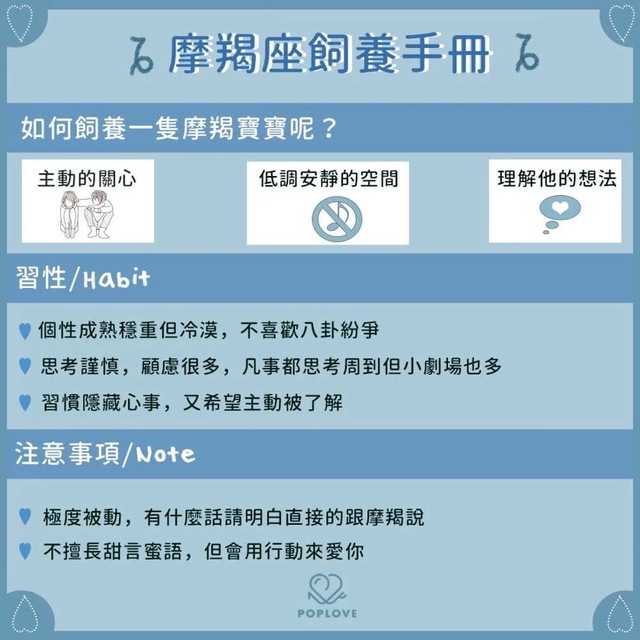 摩羯座飼養手冊
如何飼養一隻摩羯寶寶呢？
主動的關心
低調安靜的空間
理解他的想法
習性/Habit
個性成熟穩重但冷漠，不喜歡八卦紛爭
思考謹慎，顧慮很多，凡事都思考周到但小劇場也多
習慣隱藏心事，又希望主動被了解
注意事項/Note
極度被動，有什麼話請明白直接的跟摩羯說
不擅長甜言蜜語，但會用行動來愛你
POPLOVE